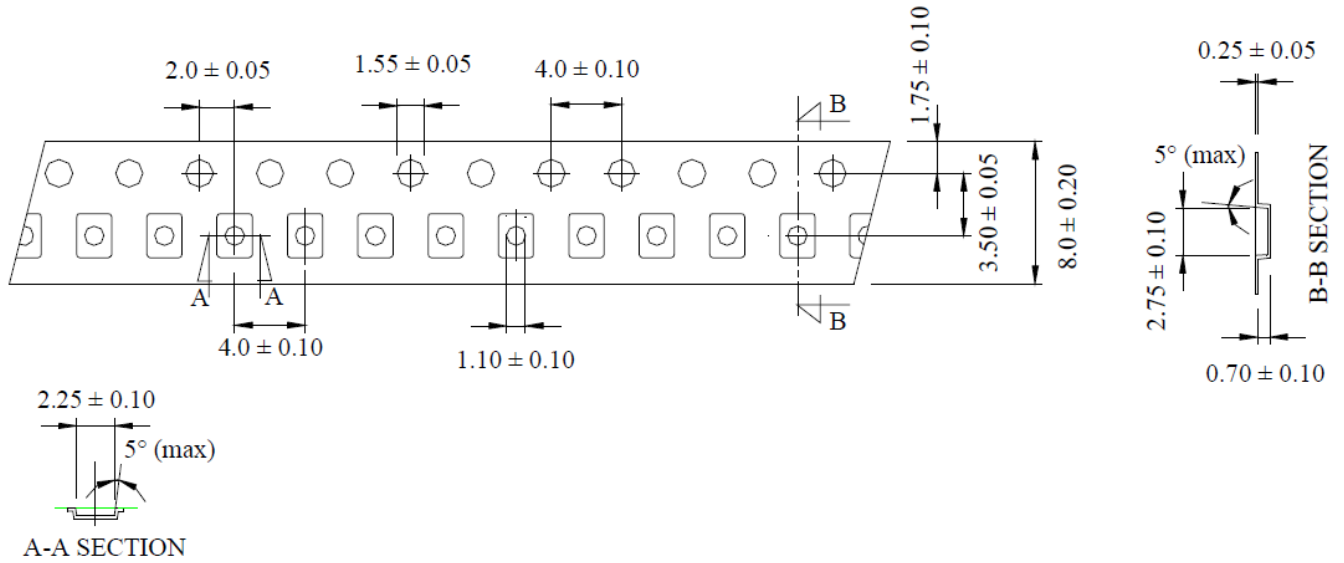 2.0 ± 0.05
1.55 ± 0.05
4.0 ± 0.10
B
1.75 ± 0.10
3.50 ± 0.05
8.0 ± 0.20
A
A
B
4.0 ± 0.10
1.10 ± 0.10
0.25 ± 0.05
5° (max)
2.75 ± 0.10
B-B SECTION
0.70 ± 0.10
2.25 ± 0.10
5° (max)
A-A SECTION